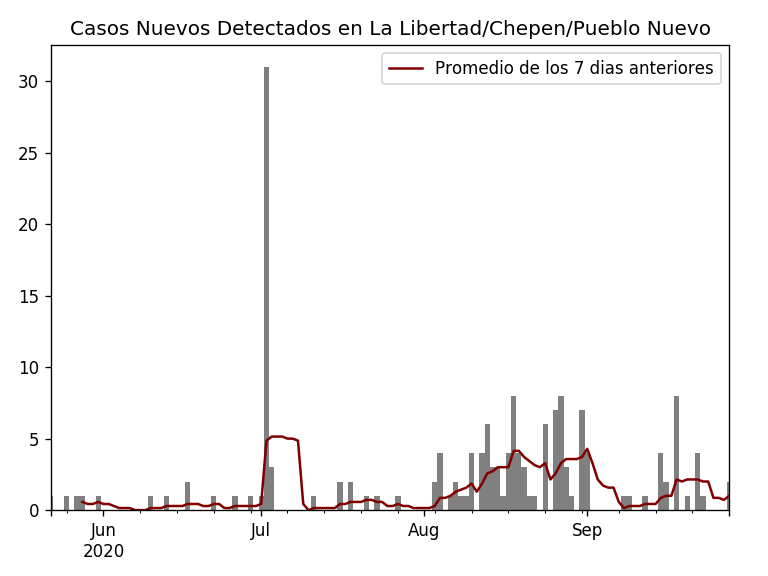 Casos Nuevos Detectados en La Libertad/Chepen/Pueblo Nuevo
Promedio de los 7 dias anteriores
30
25
20
15
10
5
0
Jun
2020
Jul
Aug
Sep